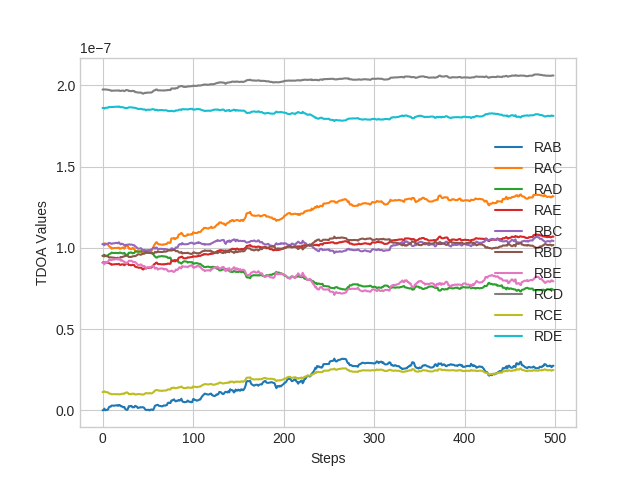 1e−7
2.0
1.5
1.0
0.5
0.0
TDOA Values
0
100
200
300
400
500
Steps
RAB
RAC
RAD
RAE
RBC
RBD
RBE
RCD
RCE
RDE